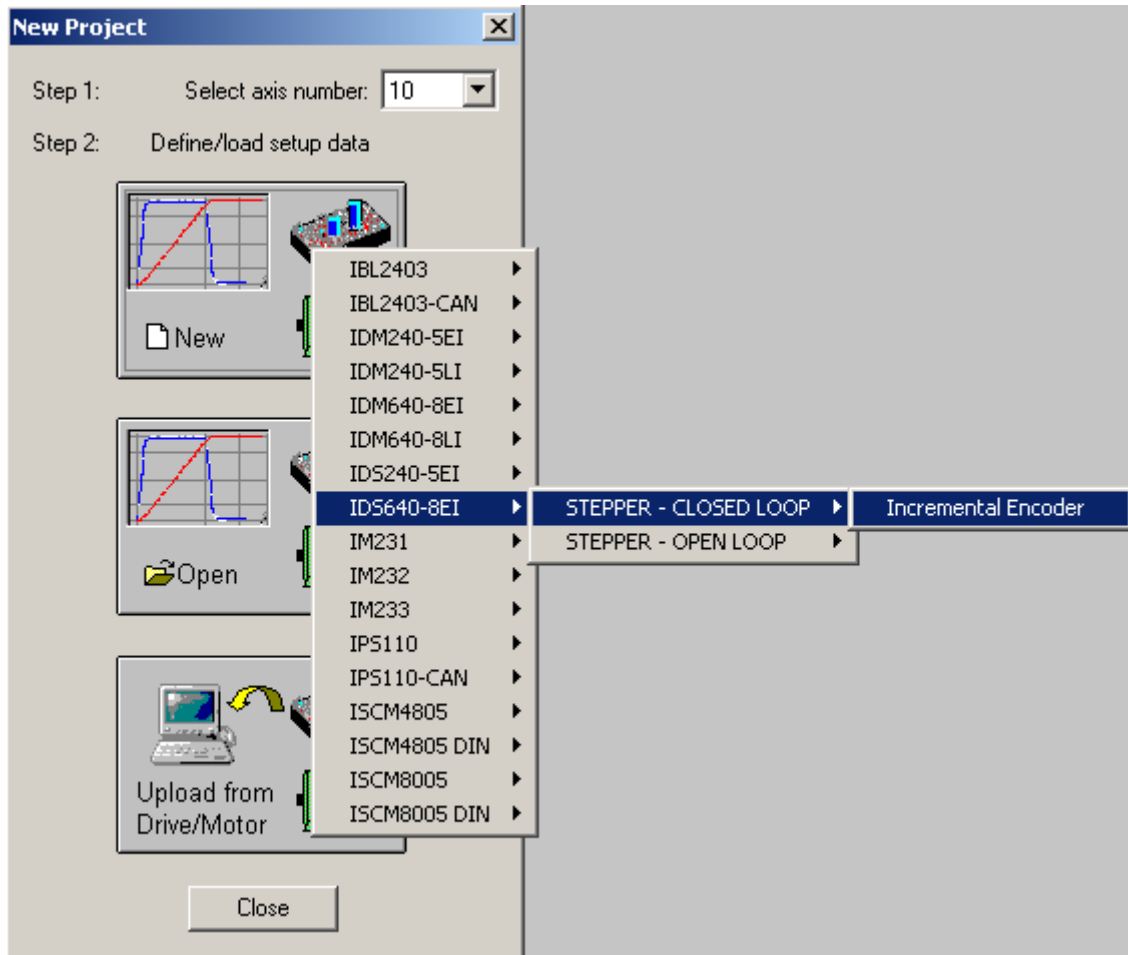 New Project
Step 1: Select axis number: 10
Step 2: Define/load setup data
New
IBL2403
IBL2403-CAN
IDM240-5EI
IDM240-5LI
IDM640-8EI
IDM640-8LI
IDS240-5EI
IDS640-8EI
STEPPER - CLOSED LOOP
Incremental Encoder
STEPPER - OPEN LOOP
IM231
IM232
IM233
IPS110
IPS110-CAN
ISCM4805
ISCM4805 DIN
ISCM8005
ISCM8005 DIN
Open
Upload from
Drive/Motor
Close